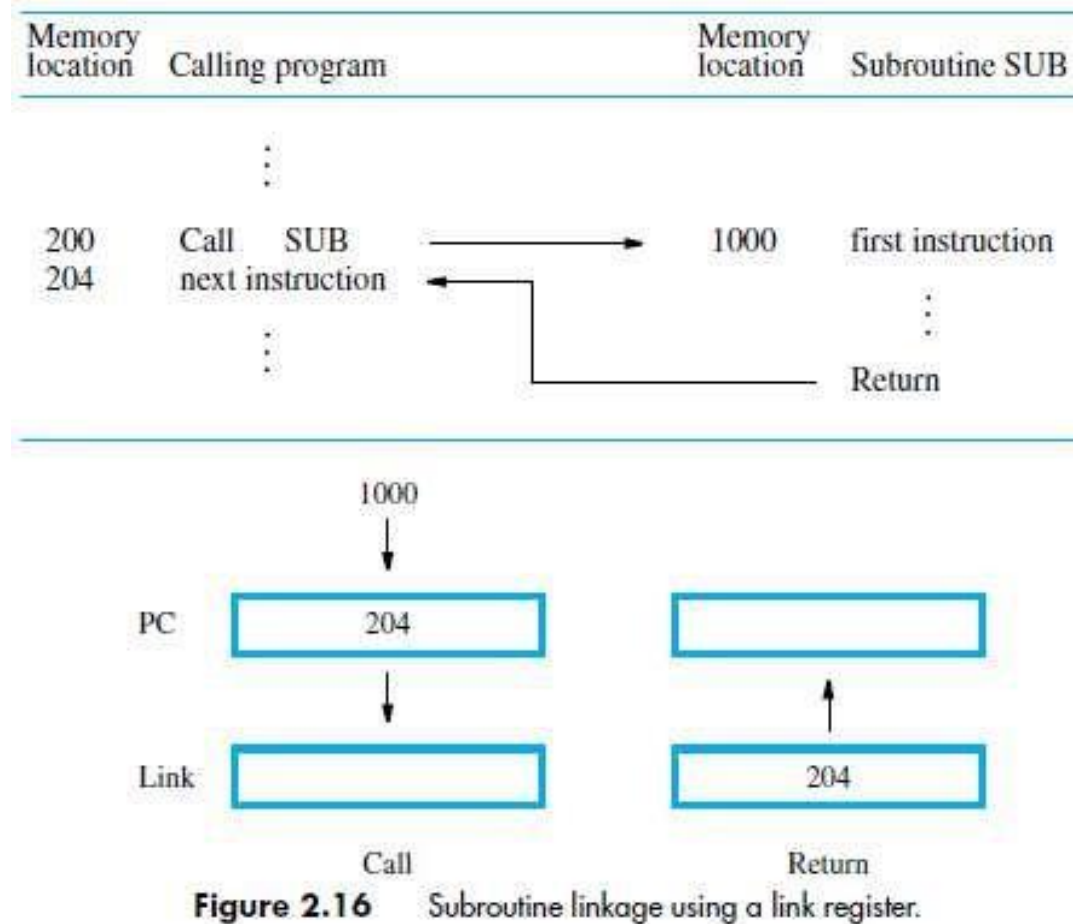 Memory location Calling program Memory location Subroutine SUB
200 Call SUB 1000 first instruction
204 next instruction
Return
1000
PC 204
Link 204
Call Return
Figure 2.16 Subroutine linkage using a link register.